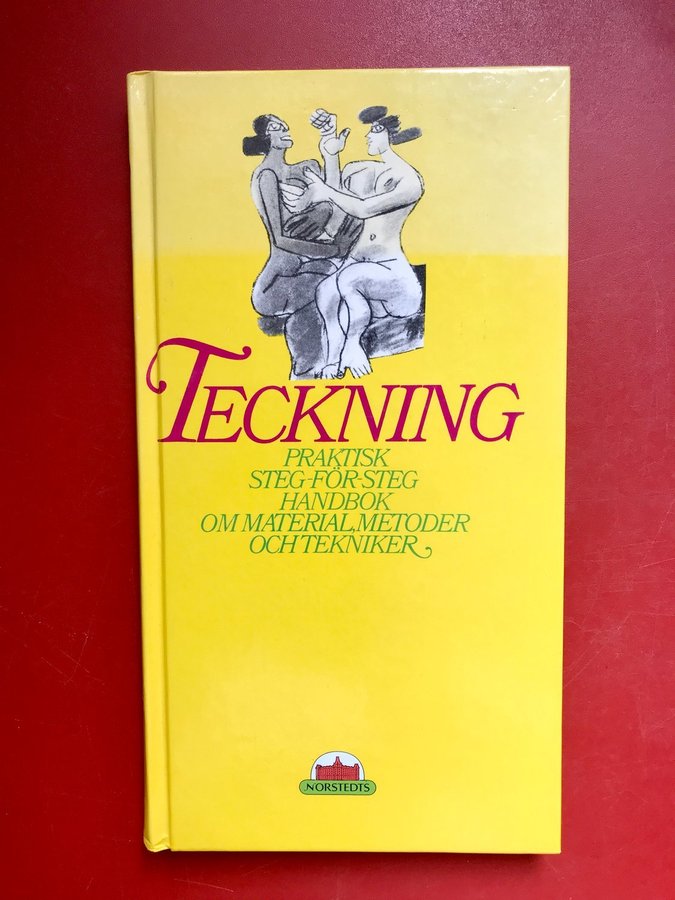 TECKNING
PRAKTISK
STEG-FÖR-STEG
HANDBOK
OM MATERIAL, METODER
OCH TEKNIKER
NORSTEDTS